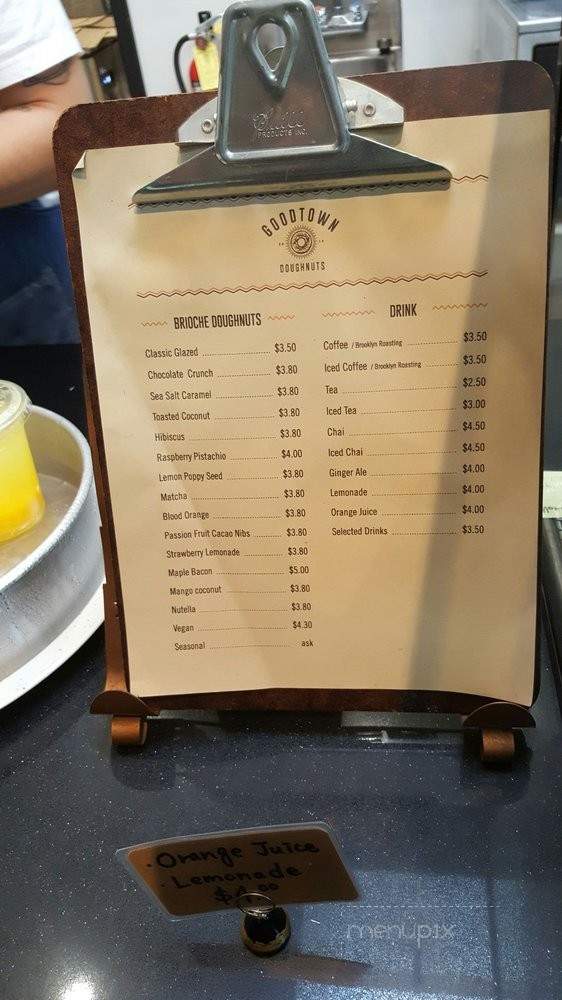 PRODUCTS INC.
GOODTOWN
DOUGHNUTS
BRIOCHE DOUGHNUTS
Classic Glazed $3.50
Chocolate Crunch $3.80
Sea Salt Caramel $3.80
Toasted Coconut $3.80
Hibiscus $3.80
Raspberry Pistachio $4.00
Lemon Poppy Seed $3.80
Matcha $3.80
Blood Orange $3.80
Passion Fruit Cacao Nibs $3.80
Strawberry Lemonade $3.80
Maple Bacon $5.00
Mango coconut $3.80
Nutella $3.80
Vegan $4.30
Seasonal ask
DRINK
Coffee / Brooklyn Roasting $3.50
Iced Coffee / Brooklyn Roasting $3.50
Tea $2.50
Iced Tea $3.00
Chai $4.50
Iced Chai $4.50
Ginger Ale $4.00
Lemonade $4.00
Orange Juice $4.00
Selected Drinks $3.50
· Orange Juice
· Lemonade
$4.00
menupix